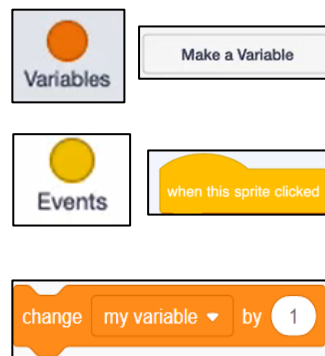 Variables
Make a Variable
Events
when this sprite clicked
change my variable by 1